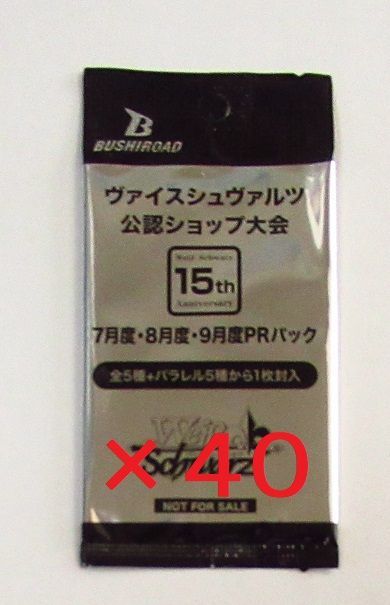 BUSHIROAD
ヴァイスシュヴァルツ
公認ショップ大会
Weiẞ Schwarz
15th
Anniversary
7月度・8月度・9月度PRパック
全5種+パラレル5種から1枚封入
Weiẞ
Schwarz
×40
NOT FOR SALE